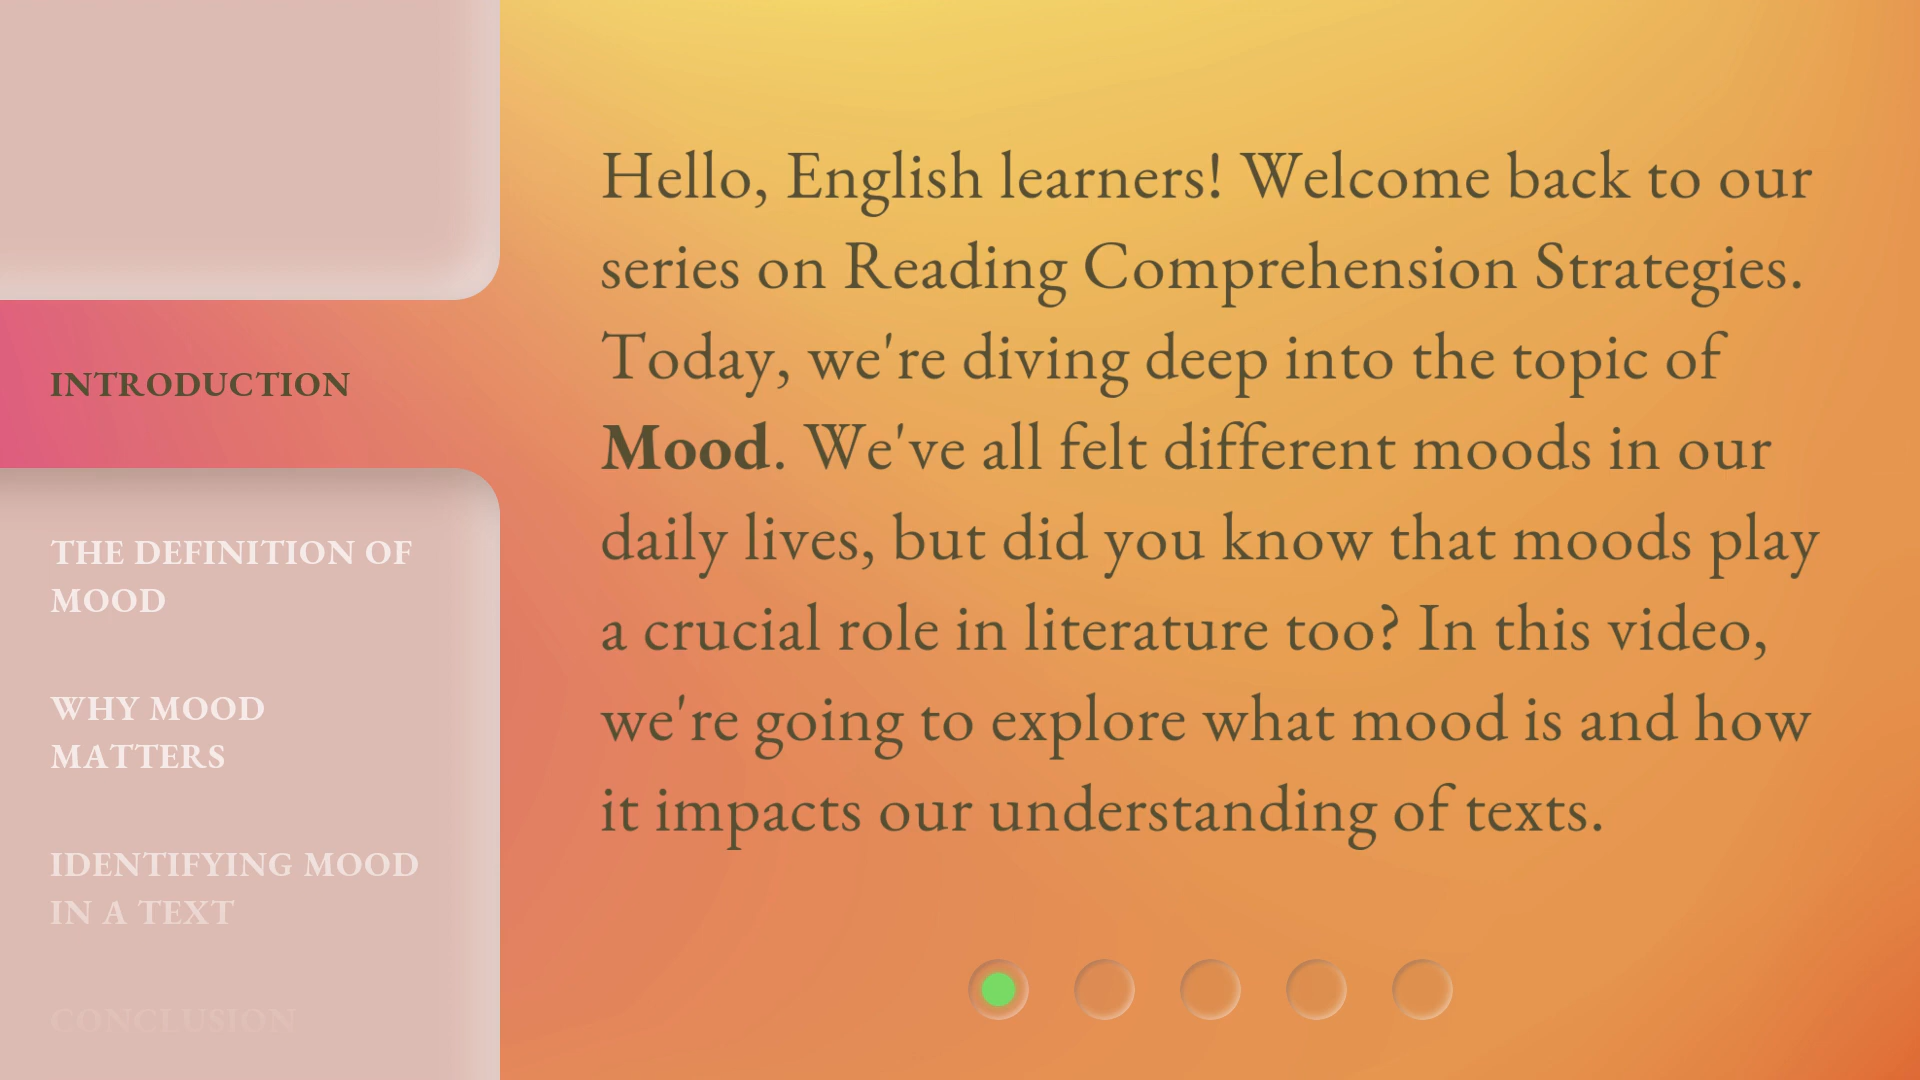 INTRODUCTION
THE DEFINITION OF
MOOD
WHY MOOD
MATTERS
IDENTIFYING MOOD
IN A TEXT
CONCLUSION
Hello, English learners! Welcome back to our
series on Reading Comprehension Strategies.
Today, we're diving deep into the topic of
Mood. We've all felt different moods in our
daily lives, but did you know that moods play
a crucial role in literature too? In this video,
we're going to explore what mood is and how
it impacts our understanding of texts.